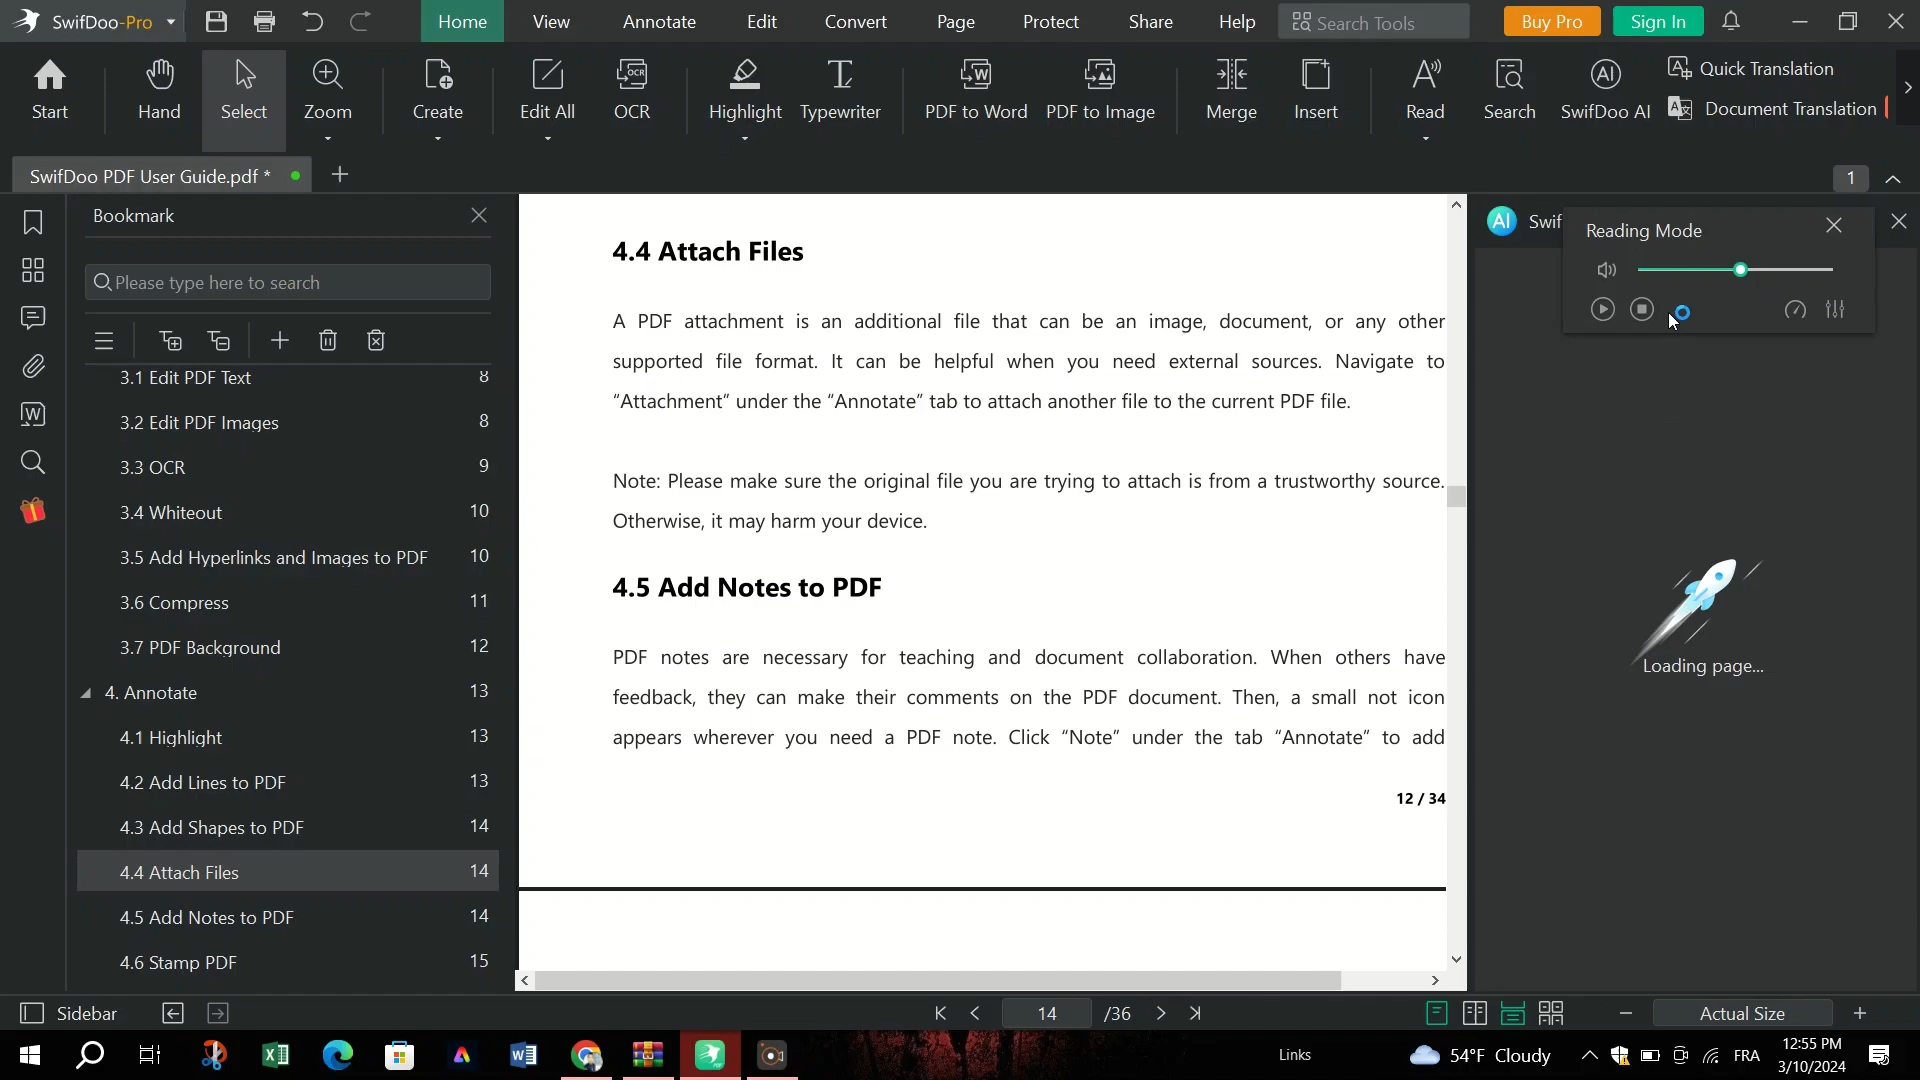 SwifDoo-Pro
Home View Annotate Edit Convert Page Protect Share Help
Search Tools
Buy Pro
Sign In
Start
Hand
Select
Zoom
Create
Edit All
OCR
Highlight
Typewriter
PDF to Word
PDF to Image
Merge
Insert
Read
Search
SwifDoo AI
Quick Translation
Document Translation
SwifDoo PDF User Guide.pdf *
1
Bookmark
Please type here to search
3.1 Edit PDF Text 8
3.2 Edit PDF Images 8
3.3 OCR 9
3.4 Whiteout 10
3.5 Add Hyperlinks and Images to PDF 10
3.6 Compress 11
3.7 PDF Background 12
4. Annotate 13
4.1 Highlight 13
4.2 Add Lines to PDF 13
4.3 Add Shapes to PDF 14
4.4 Attach Files 14
4.5 Add Notes to PDF 14
4.6 Stamp PDF 15
4.4 Attach Files
A PDF attachment is an additional file that can be an image, document, or any other
supported file format. It can be helpful when you need external sources. Navigate to
“Attachment” under the “Annotate” tab to attach another file to the current PDF file.
Note: Please make sure the original file you are trying to attach is from a trustworthy source.
Otherwise, it may harm your device.
4.5 Add Notes to PDF
PDF notes are necessary for teaching and document collaboration. When others have
feedback, they can make their comments on the PDF document. Then, a small not icon
appears wherever you need a PDF note. Click “Note” under the tab “Annotate” to add
12 / 34
AI Swif
Reading Mode
Loading page...
Sidebar
14 /36
Actual Size
Links
54°F Cloudy
FRA
12:55 PM
3/10/2024